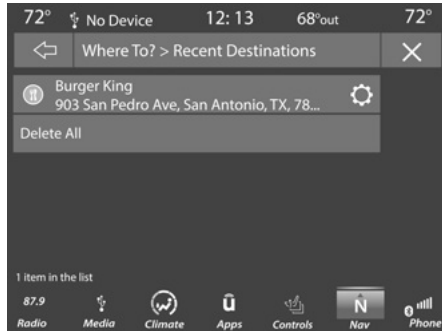 72° No Device 12:13 68°out 72°
Where To? > Recent Destinations
Burger King
903 San Pedro Ave, San Antonio, TX, 78...
Delete All
1 item in the list
87.9 û N
Radio Media Climate Apps Controls Nav Phone